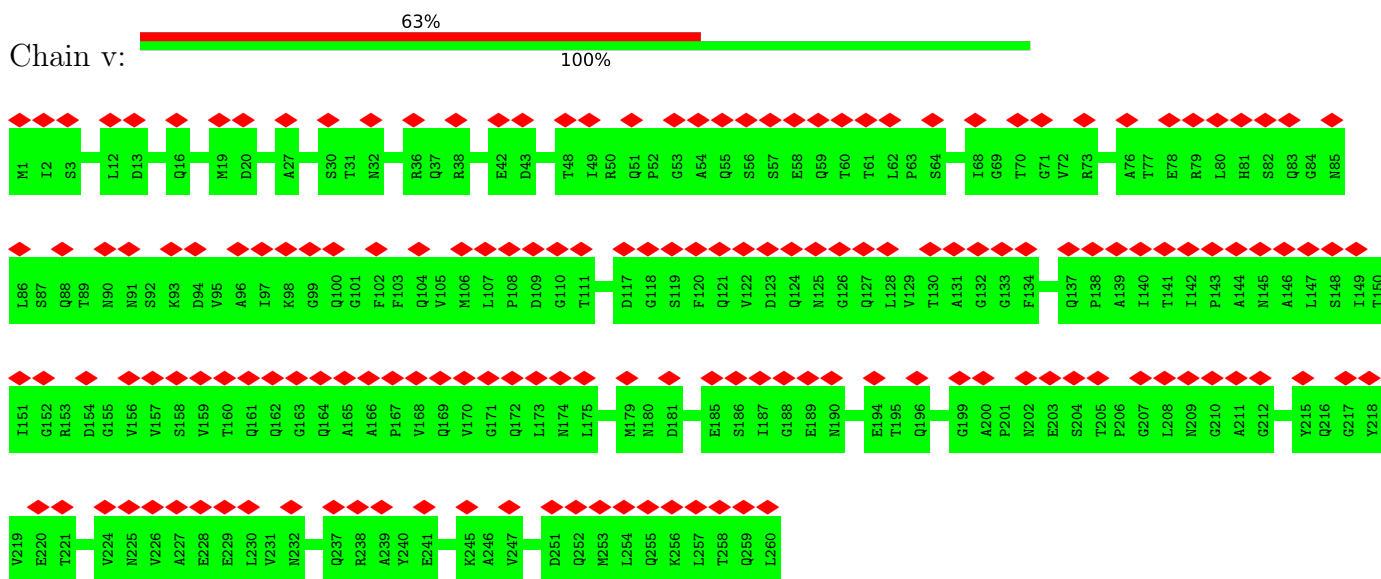 63%
Chain v:
100%
M1 I2 S3 L12 D13 Q16 M19 D20 A27 S30 T31 N32 R36 Q37 R38 E42 D43 T48 I49 R50 Q51 P52 G53 A54 Q55 S56 S57 E58 Q59 T60 T61 L62 P63 S64 I68 G69 T70 G71 V72 R73 A76 T77 E78 R79 L80 H81 S82 Q83 G84 N85
L86 S87 Q88 T89 N90 N91 S92 K93 D94 V95 A96 I97 K98 G99 Q100 G101 F102 F103 Q104 V105 M106 L107 P108 D109 G110 T111 D117 G118 S119 F120 Q121 V122 D123 Q124 N125 G126 Q127 L128 V129 T130 A131 G132 G133 F134 Q137 P138 A139 I140 T141 I142 P143 A144 N145 A146 L147 S148 I149 T150
I151 G152 R153 D154 G155 V156 V157 S158 V159 T160 Q161 Q162 G163 Q164 A165 A166 P167 V168 Q169 V170 G171 Q172 L173 N174 L175 M179 N180 D181 E185 S186 I187 G188 E189 N190 E194 T195 Q196 G199 A200 P201 N202 E203 S204 T205 P206 G207 L208 N209 G210 A211 G212 Y215 Q216 G217 Y218
V219 E220 T221 V224 N225 V226 A227 E228 E229 L230 V231 N232 Q237 R238 A239 Y240 E241 K245 A246 V247 D251 Q252 M253 L254 Q255 K256 L257 T258 Q259 L260